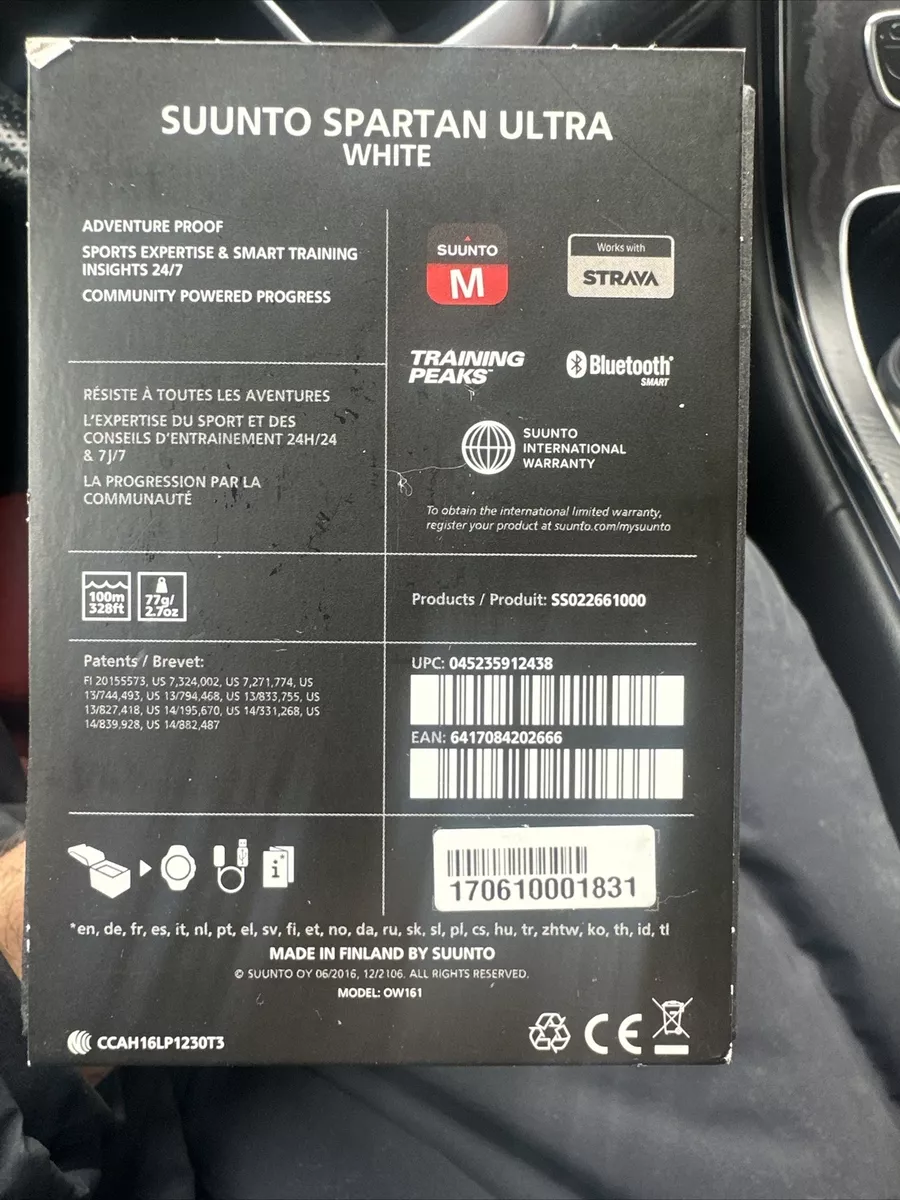 SUUNTO SPARTAN ULTRA
WHITE
ADVENTURE PROOF
SPORTS EXPERTISE & SMART TRAINING
INSIGHTS 24/7
COMMUNITY POWERED PROGRESS
SUUNTO
M
Works with
STRAVA
TRAINING
PEAKS™
Bluetooth®
SMART
RÉSISTE À TOUTES LES AVENTURES
L'EXPERTISE DU SPORT ET DES
CONSEILS D'ENTRAINEMENT 24H/24
& 7J/7
LA PROGRESSION PAR LA
COMMUNAUTÉ
SUUNTO
INTERNATIONAL
WARRANTY
To obtain the international limited warranty,
register your product at suunto.com/mysuunto
100m
328ft
77g/
2.7oz
Products / Produit: SS022661000
Patents / Brevet:
FI 20155573, US 7,324,002, US 7,271,774, US
13/744,493, US 13/794,468, US 13/833,755, US
13/827,418, US 14/195,670, US 14/331,268, US
14/839,928, US 14/882,487
UPC: 045235912438
EAN: 6417084202666
i*
170610001831
*en, de, fr, es, it, nl, pt, el, sv, fi, et, no, da, ru, sk, sl, pl, cs, hu, tr, zhtw, ko, th, id, tl
MADE IN FINLAND BY SUUNTO
© SUUNTO OY 06/2016, 12/2106. ALL RIGHTS RESERVED.
MODEL: OW161
CCAH16LP1230T3
CE